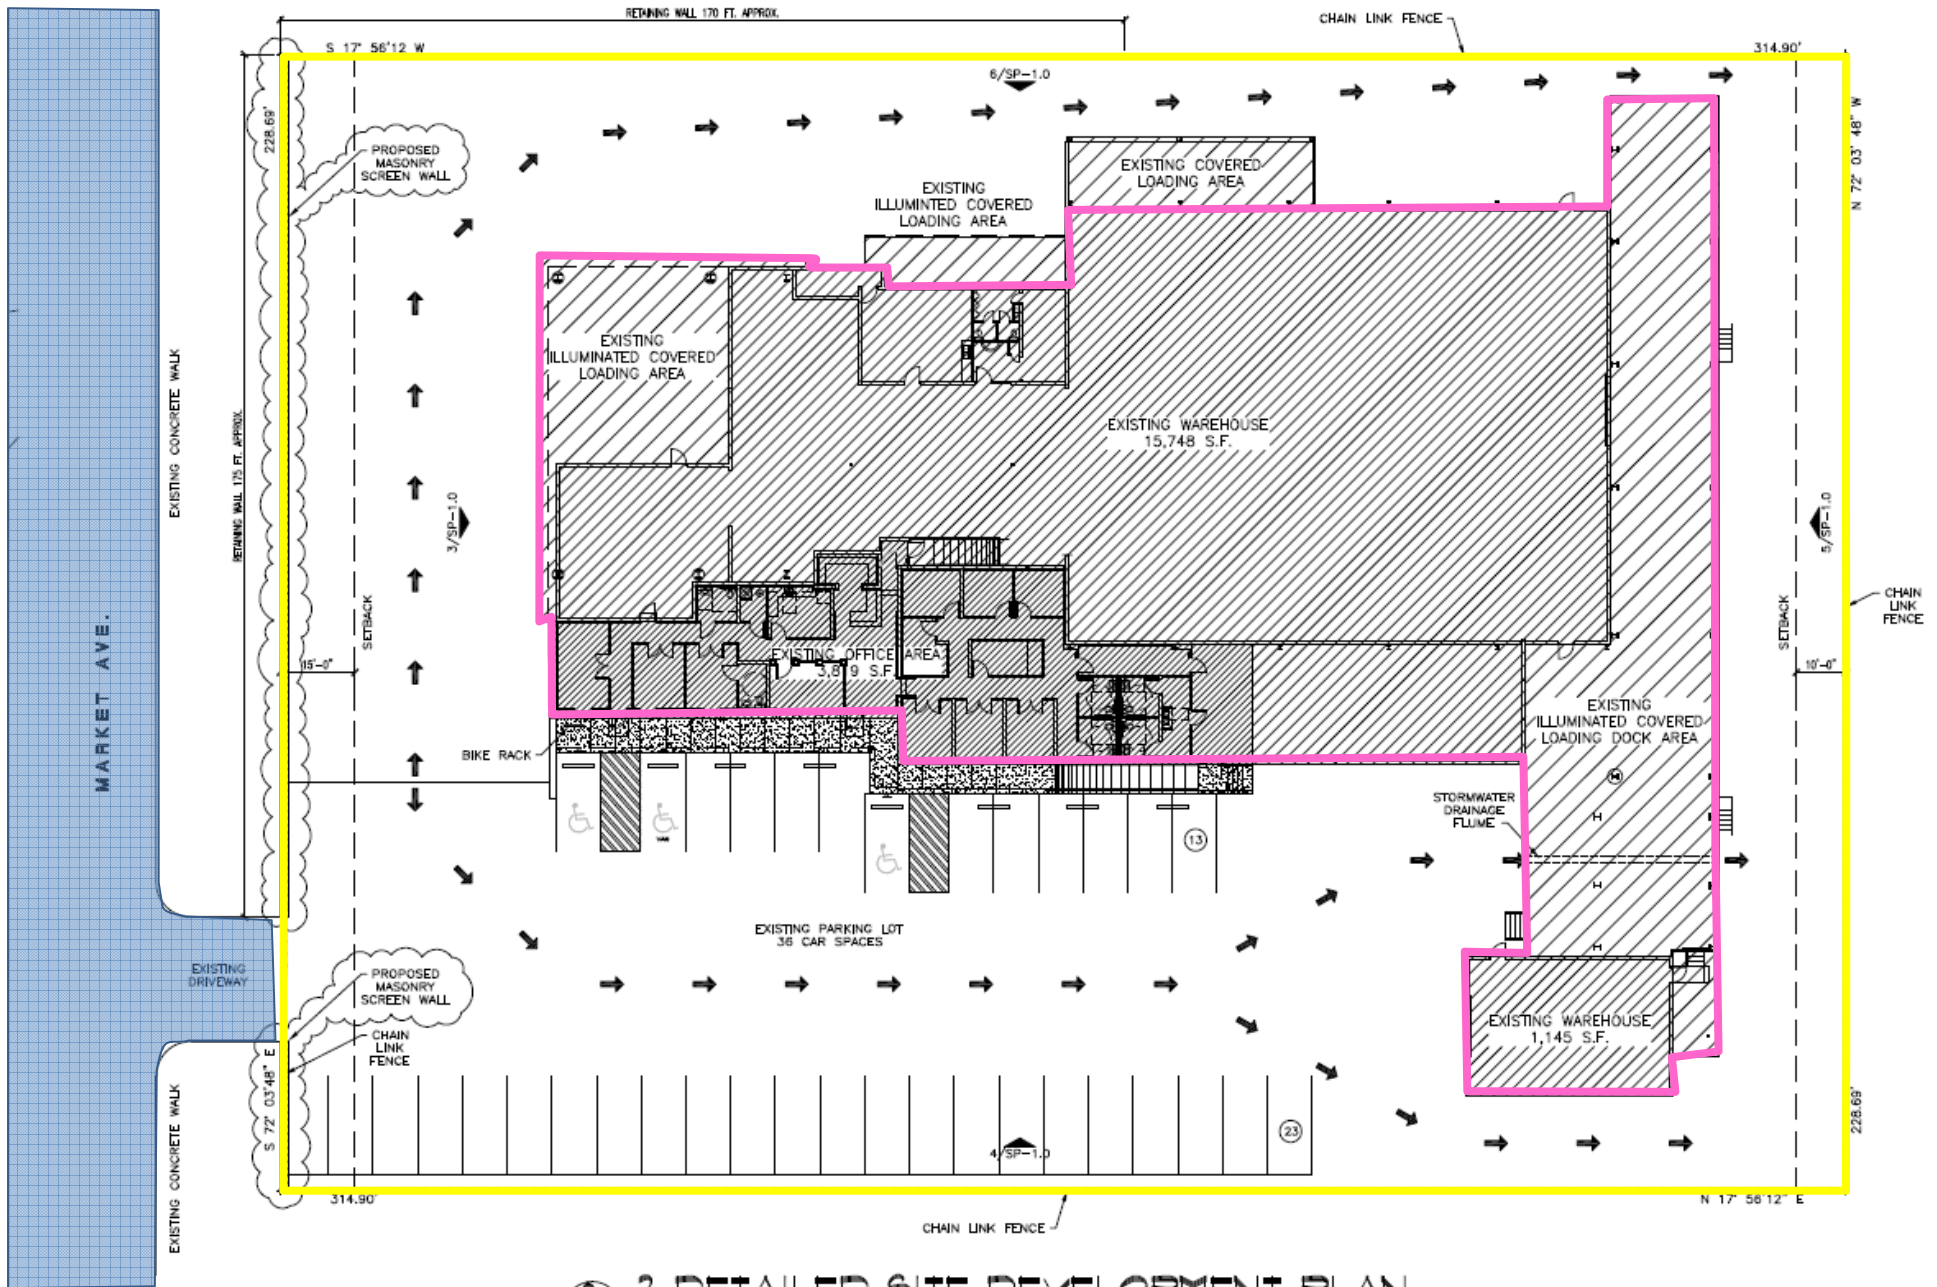 RETAINING WALL 170 FT. APPROX.
CHAIN LINK FENCE
S 17° 56'12 W
314.90'
6/SP-1.0
228.69'
N 72° 03' 48" W
PROPOSED
MASONRY
SCREEN WALL
EXISTING COVERED
LOADING AREA
EXISTING
ILLUMINTED COVERED
LOADING AREA
EXISTING
ILLUMINATED COVERED
LOADING AREA
EXISTING CONCRETE WALK
RETAINING WALL 175 FT. APPROX.
EXISTING WAREHOUSE
15,748 S.F.
3/SP-1.0
5/SP-1.0
CHAIN
LINK
FENCE
MARKET AVE.
SETBACK
SETBACK
15'-0"
10'-0"
EXISTING OFFICE AREA
EXISTING
ILLUMINATED COVERED
LOADING DOCK AREA
BIKE RACK
STORMWATER
DRAINAGE
FLUME
13
EXISTING PARKING LOT
36 CAR SPACES
EXISTING
DRIVEWAY
PROPOSED
MASONRY
SCREEN WALL
CHAIN
LINK
FENCE
EXISTING WAREHOUSE
1,145 S.F.
S 72° 03'48" E
EXISTING CONCRETE WALK
23
4/SP-1.0
228.69'
314.90'
N 17° 56'12" E
CHAIN LINK FENCE
2 DETAILED SITE DEVELOPMENT PLAN